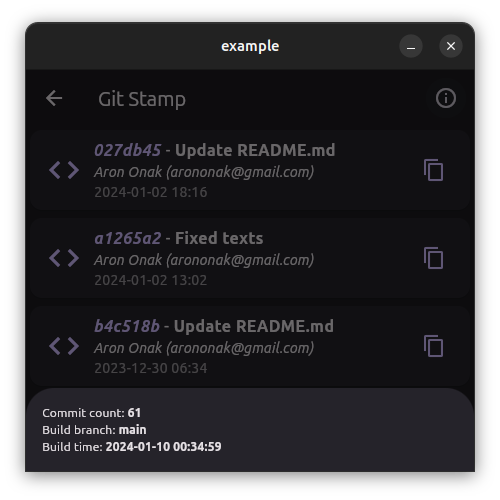 example
Git Stamp
027db45 - Update README.md
Aron Onak (arononak@gmail.com)
2024-01-02 18:16
a1265a2 - Fixed texts
Aron Onak (arononak@gmail.com)
2024-01-02 13:02
b4c518b - Update README.md
Aron Onak (arononak@gmail.com)
2023-12-30 06:34
Commit count: 61
Build branch: main
Build time: 2024-01-10 00:34:59